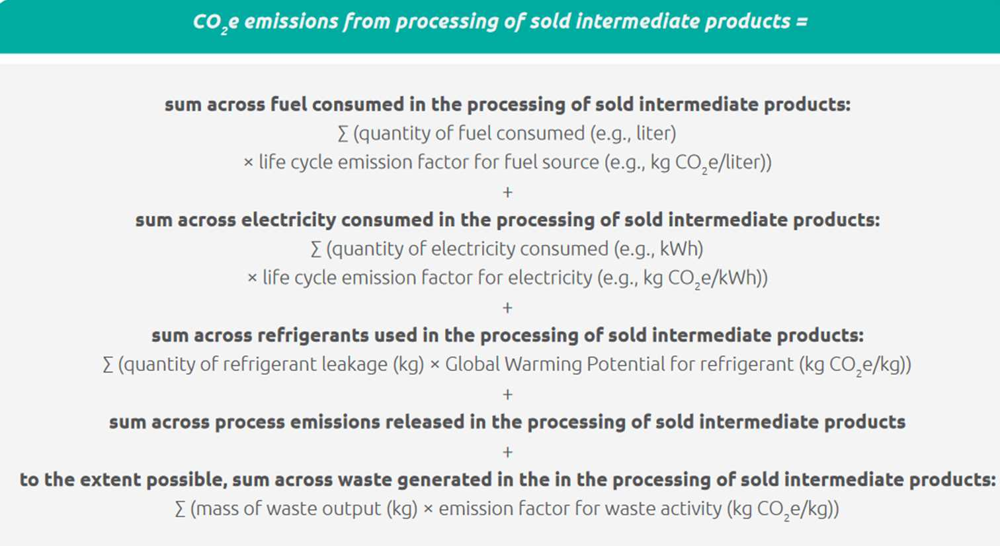 CO₂e emissions from processing of sold intermediate products =
sum across fuel consumed in the processing of sold intermediate products:
∑ (quantity of fuel consumed (e.g., liter)
× life cycle emission factor for fuel source (e.g., kg CO₂e/liter))
+
sum across electricity consumed in the processing of sold intermediate products:
∑ (quantity of electricity consumed (e.g., kWh)
× life cycle emission factor for electricity (e.g., kg CO₂e/kWh))
+
sum across refrigerants used in the processing of sold intermediate products:
∑ (quantity of refrigerant leakage (kg) × Global Warming Potential for refrigerant (kg CO₂e/kg))
+
sum across process emissions released in the processing of sold intermediate products
+
to the extent possible, sum across waste generated in the in the processing of sold intermediate products:
∑ (mass of waste output (kg) × emission factor for waste activity (kg CO₂e/kg))